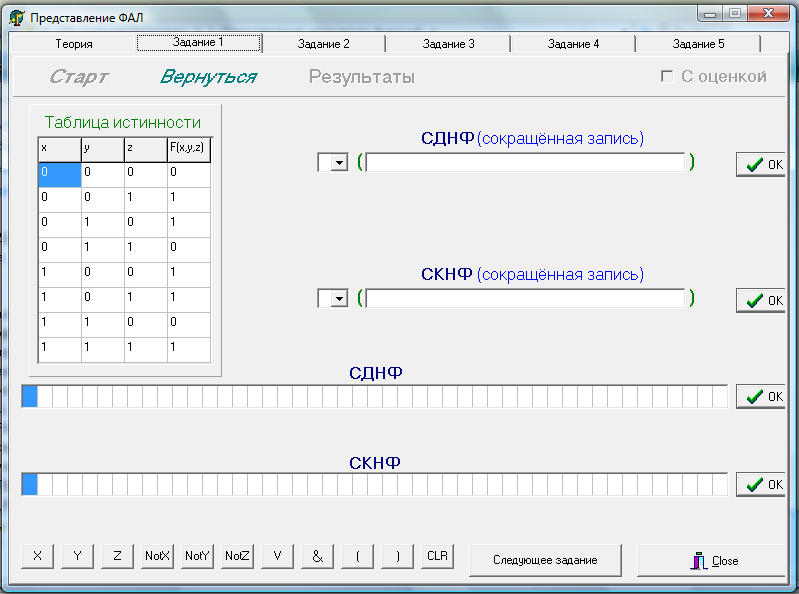 Представление ФАЛ
Теория Задание 1 Задание 2 Задание 3 Задание 4 Задание 5
Старт Вернуться Результаты С оценкой
Таблица истинности
x y z F(x,y,z)
0 0 0 0
0 0 1 1
0 1 0 1
0 1 1 0
1 0 0 1
1 0 1 1
1 1 0 0
1 1 1 1
СДНФ (сокращённая запись)
( ) OK
СКНФ (сокращённая запись)
( ) OK
СДНФ
OK
СКНФ
OK
X Y Z NotX NotY NotZ V & ( ) CLR Следующее задание Close